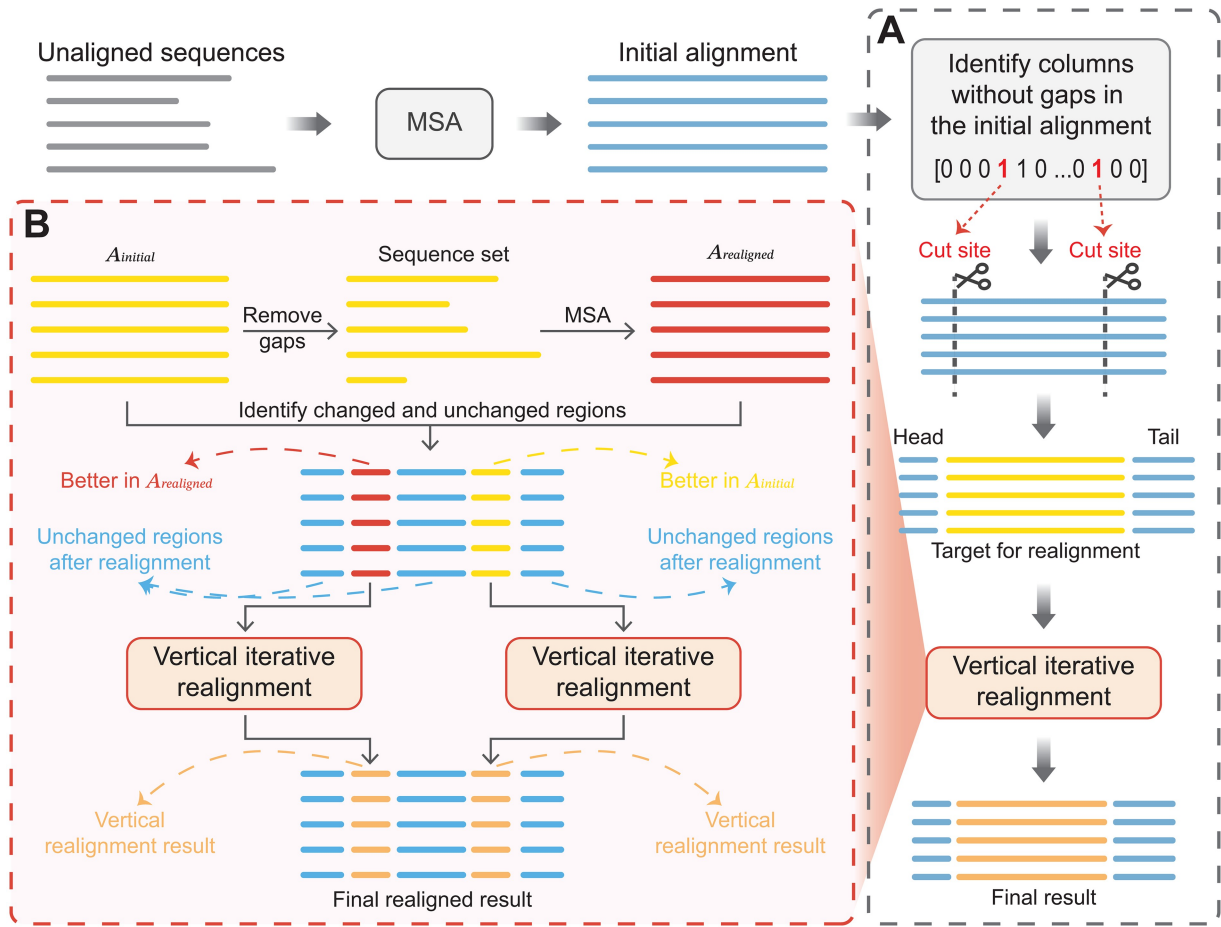 Unaligned sequences
MSA
Initial alignment
A
Identify columns
without gaps in
the initial alignment
[0 0 0 1 1 0 ...0 1 0 0]
Cut site
Cut site
Head
Tail
Target for realignment
Vertical iterative
realignment
Final result
B
Ainitial
Sequence set
Arealigned
Remove
gaps
MSA
Identify changed and unchanged regions
Better in Arealigned
Better in Ainitial
Unchanged regions
after realignment
Unchanged regions
after realignment
Vertical iterative
realignment
Vertical iterative
realignment
Vertical
realignment result
Vertical
realignment result
Final realigned result